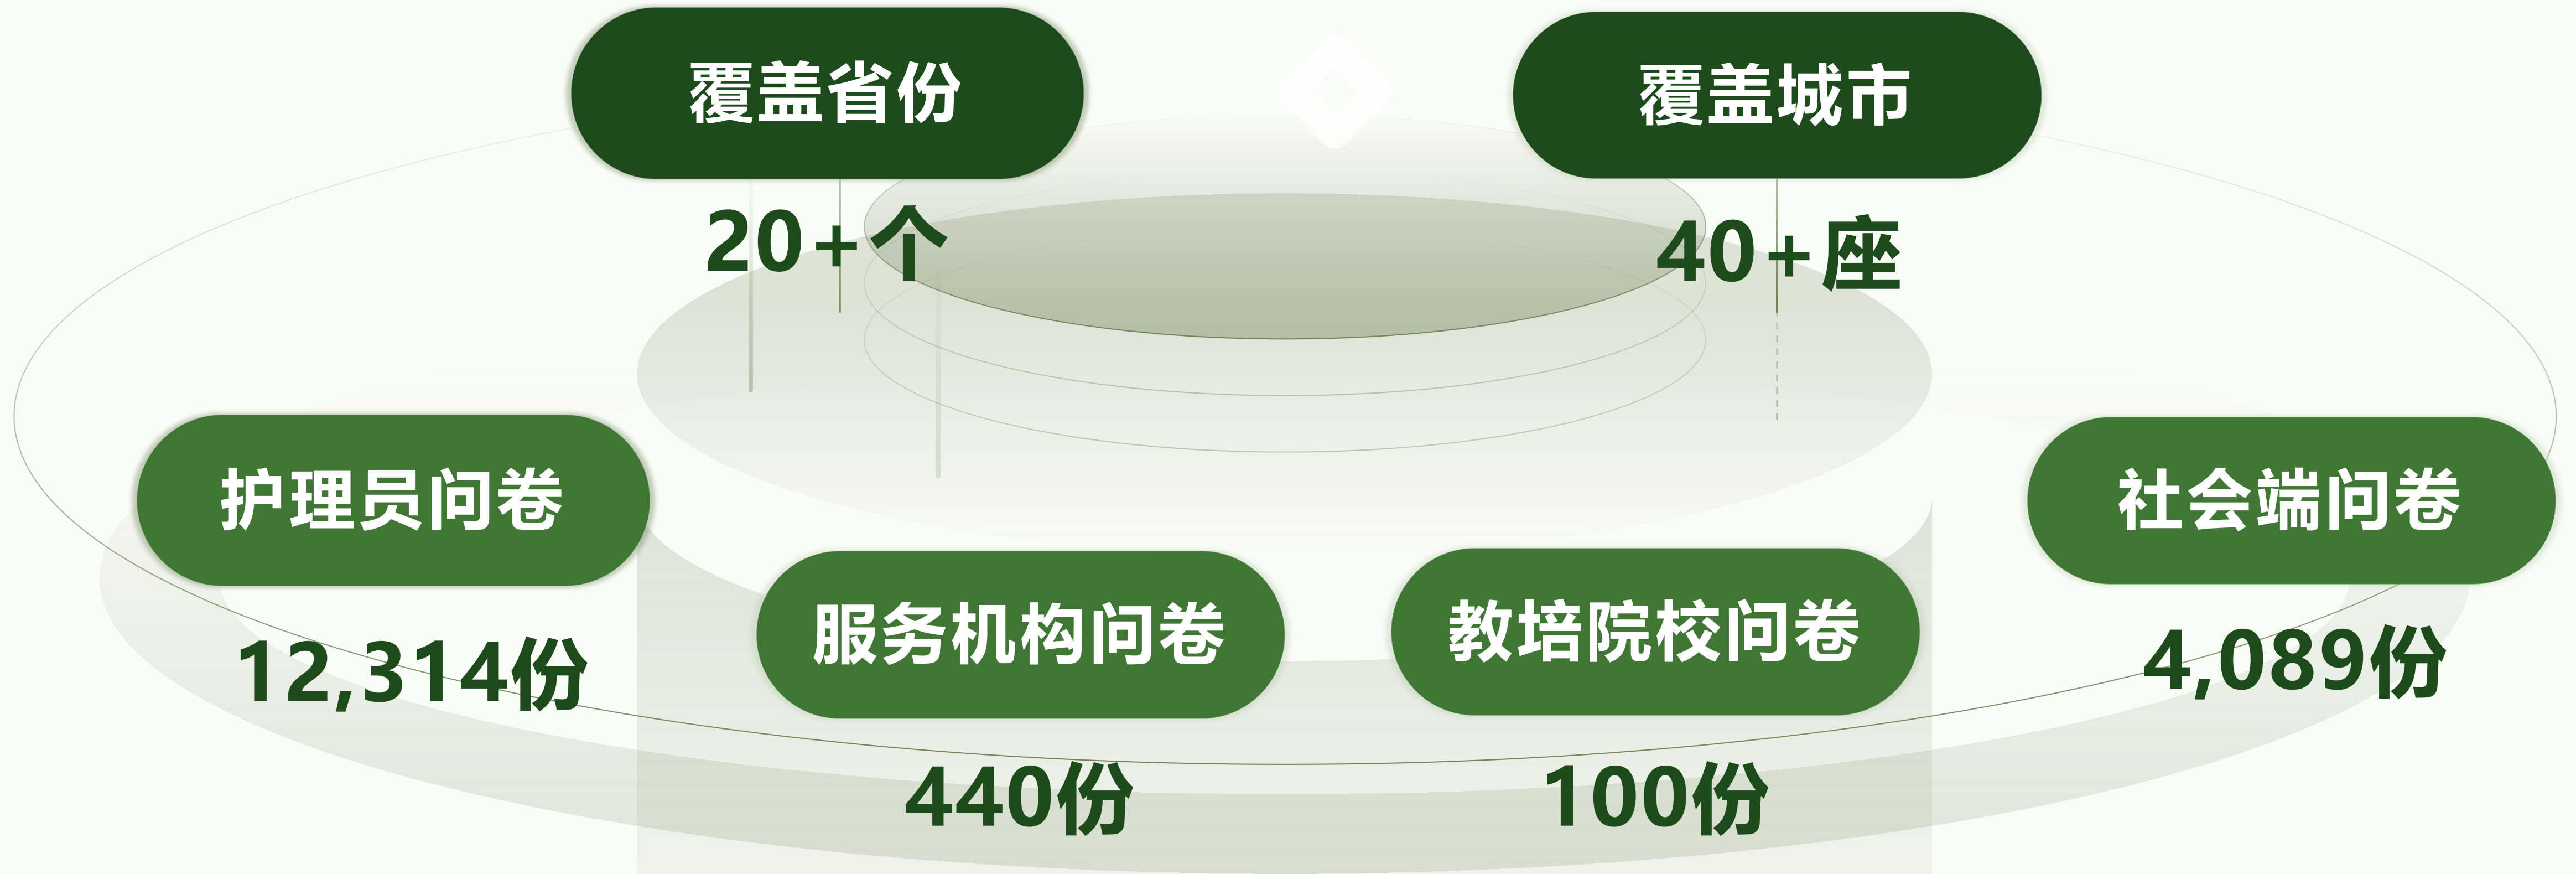 覆盖省份
20+个
覆盖城市
40+座
护理员问卷
12,314份
服务机构问卷
440份
教培院校问卷
100份
社会端问卷
4,089份